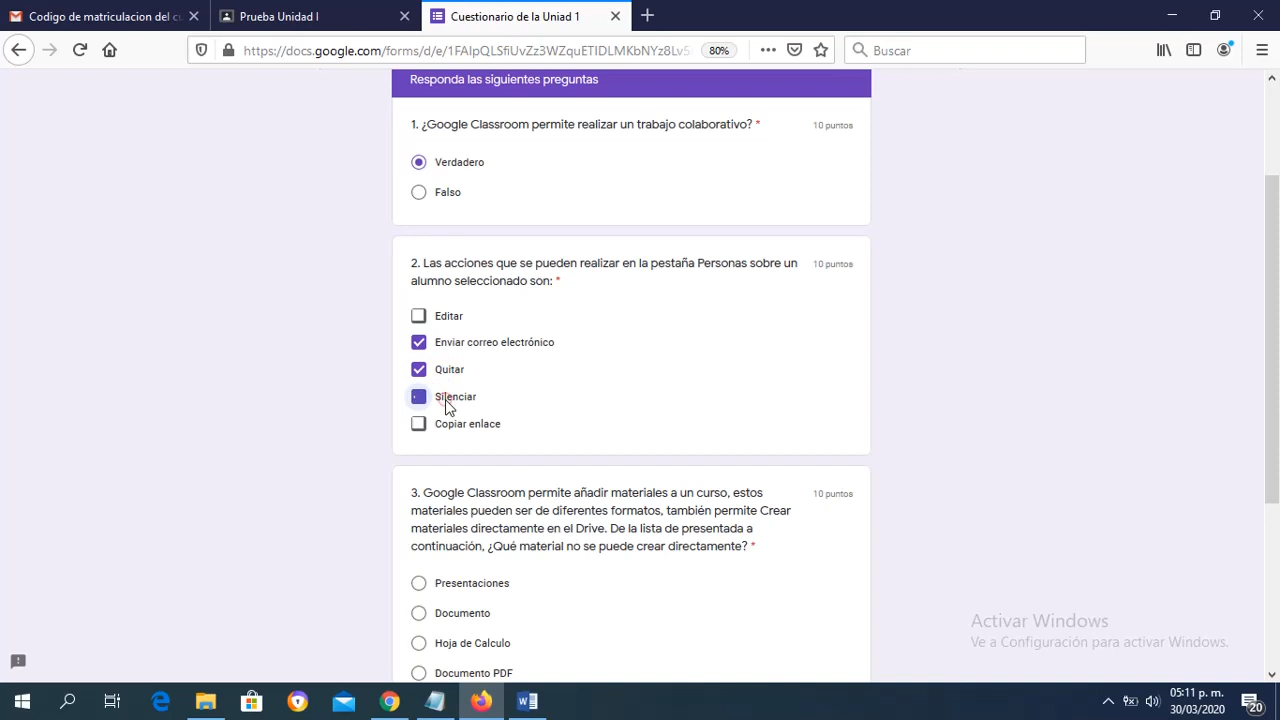 Codigo de matriculacion del c
Prueba Unidad I
Cuestionario de la Uniad 1
https://docs.google.com/forms/d/e/1FAIpQLSfiUvZz3WZquETIDLMKbNYz8Lv5
80%
Buscar
Responda las siguientes preguntas
1. ¿Google Classroom permite realizar un trabajo colaborativo? *
10 puntos
Verdadero
Falso
2. Las acciones que se pueden realizar en la pestaña Personas sobre un
10 puntos
alumno seleccionado son: *
Editar
Enviar correo electrónico
Quitar
Silenciar
Copiar enlace
3. Google Classroom permite añadir materiales a un curso, estos
10 puntos
materiales pueden ser de diferentes formatos, también permite Crear
materiales directamente en el Drive. De la lista de presentada a
continuación, ¿Qué material no se puede crear directamente? *
Presentaciones
Documento
Hoja de Calculo
Documento PDF
Activar Windows
Ve a Configuración para activar Windows.
05:11 p. m.
30/03/2020
20